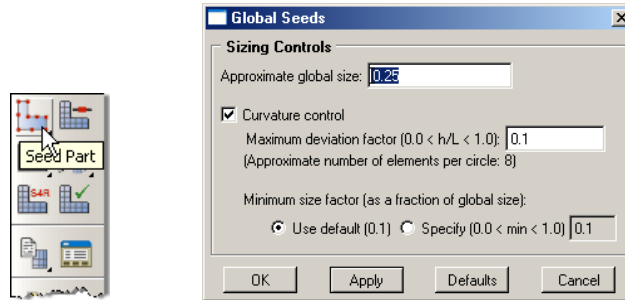 Seed Part
S4R
Global Seeds
Sizing Controls
Approximate global size: 0.25
Curvature control
Maximum deviation factor (0.0 < h/L < 1.0): 0.1
(Approximate number of elements per circle: 8)
Minimum size factor (as a fraction of global size):
Use default (0.1) Specify (0.0 < min < 1.0) 0.1
OK Apply Defaults Cancel